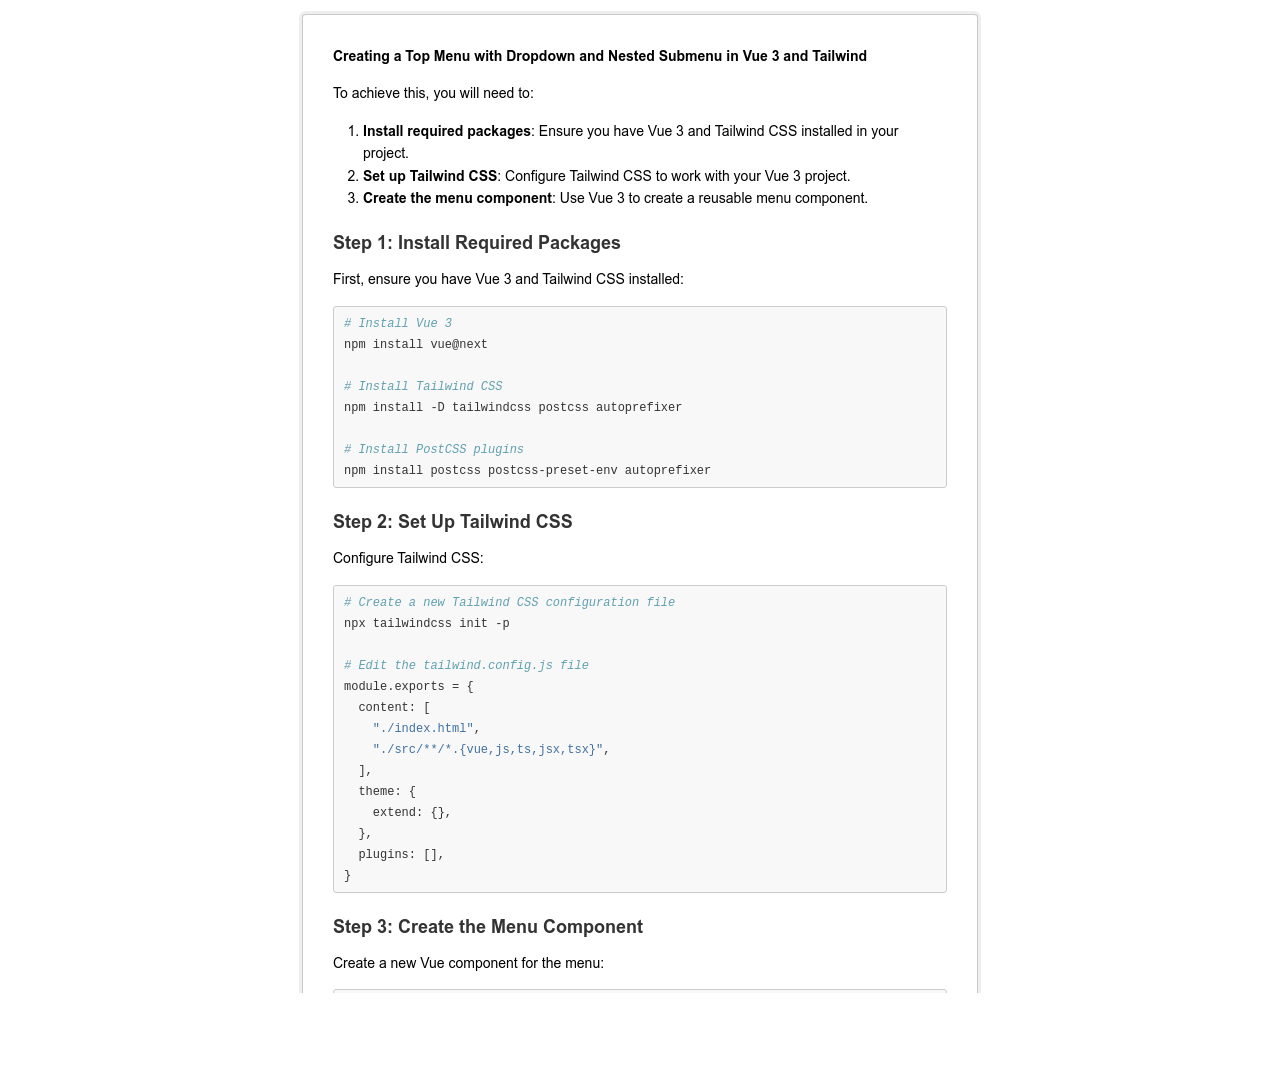 Creating a Top Menu with Dropdown and Nested Submenu in Vue 3 and Tailwind
To achieve this, you will need to:
1. Install required packages: Ensure you have Vue 3 and Tailwind CSS installed in your
project.
2. Set up Tailwind CSS: Configure Tailwind CSS to work with your Vue 3 project.
3. Create the menu component: Use Vue 3 to create a reusable menu component.
Step 1: Install Required Packages
First, ensure you have Vue 3 and Tailwind CSS installed:
# Install Vue 3
npm install vue@next

# Install Tailwind CSS
npm install -D tailwindcss postcss autoprefixer

# Install PostCSS plugins
npm install postcss postcss-preset-env autoprefixer
Step 2: Set Up Tailwind CSS
Configure Tailwind CSS:
# Create a new Tailwind CSS configuration file
npx tailwindcss init -p

# Edit the tailwind.config.js file
module.exports = {
  content: [
    "./index.html",
    "./src/**/*.{vue,js,ts,jsx,tsx}",
  ],
  theme: {
    extend: {},
  },
  plugins: [],
}
Step 3: Create the Menu Component
Create a new Vue component for the menu: